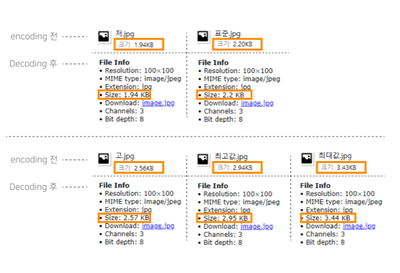 encoding 전
저.jpg
크기: 1.94KB
표준.jpg
크기: 2.20KB
Decoding 후
File Info
• Resolution: 100×100
• MIME type: image/jpeg
• Extension: jpg
• Size: 1.94 KB
• Download: image.jpg
• Channels: 3
• Bit depth: 8
File Info
• Resolution: 100×100
• MIME type: image/jpeg
• Extension: jpg
• Size: 2.2 KB
• Download: image.jpg
• Channels: 3
• Bit depth: 8
encoding 전
고.jpg
크기: 2.56KB
최고값.jpg
크기: 2.94KB
최대값.jpg
크기: 3.43KB
Decoding 후
File Info
• Resolution: 100×100
• MIME type: image/jpeg
• Extension: jpg
• Size: 2.57 KB
• Download: image.jpg
• Channels: 3
• Bit depth: 8
File Info
• Resolution: 100×100
• MIME type: image/jpeg
• Extension: jpg
• Size: 2.95 KB
• Download: image.jpg
• Channels: 3
• Bit depth: 8
File Info
• Resolution: 100×100
• MIME type: image/jpeg
• Extension: jpg
• Size: 3.44 KB
• Download: image.jpg
• Channels: 3
• Bit depth: 8